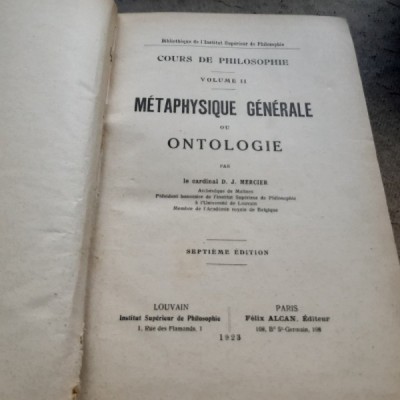 Bibliothèque de l'Institut Supérieur de Philosophie
COURS DE PHILOSOPHIE
VOLUME II
MÉTAPHYSIQUE GÉNÉRALE
OU
ONTOLOGIE
PAR
le cardinal D. J. MERCIER
Archevêque de Malines
Président honoraire de l'Institut Supérieur de Philosophie
à l'Université de Louvain
Membre de l'Académie royale de Belgique
SEPTIÈME ÉDITION
LOUVAIN
Institut Supérieur de Philosophie
1, Rue des Flamands, 1
PARIS
Félix ALCAN, Éditeur
108, Bd St-Germain, 108
1923